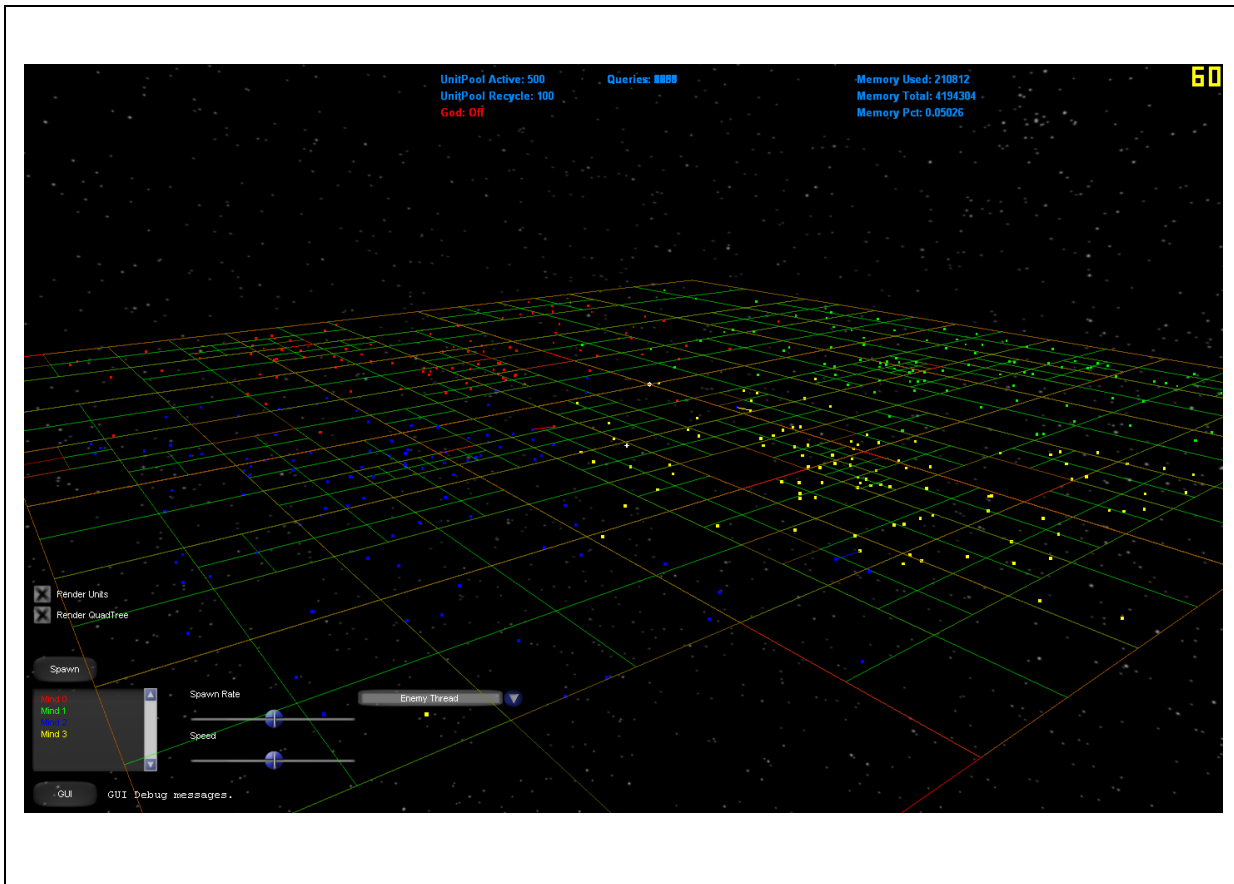 UnitPool Active: 500
Queries:
Memory Used: 210812
60
UnitPool Recycle: 100
Memory Total: 4194304
God: Off
Memory Pct: 0.05026
Render Units
Render QuadTree
Spawn
Mind 0
Mind 1
Mind 2
Mind 3
Spawn Rate
Enemy Thread
Speed
GUI
GUI Debug messages.